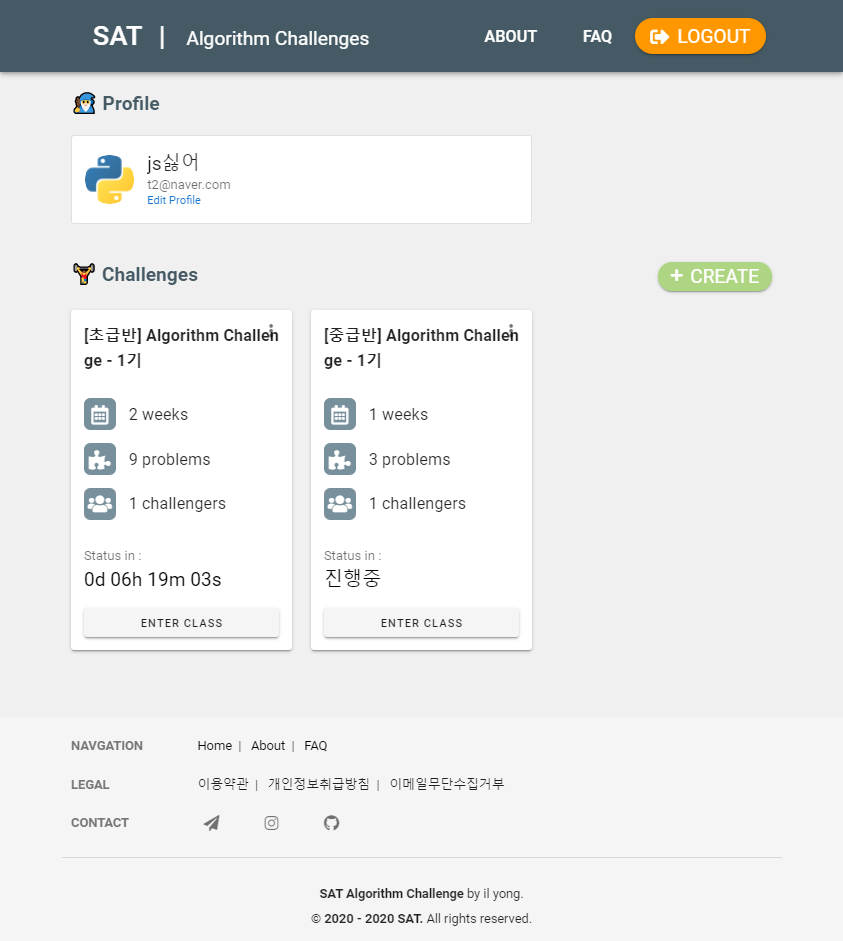 SAT | Algorithm Challenges ABOUT FAQ LOGOUT
Profile
js싫어
t2@naver.com
Edit Profile
Challenges
+ CREATE
[초급반] Algorithm Challen
ge - 1기
2 weeks
9 problems
1 challengers
Status in :
0d 06h 19m 03s
ENTER CLASS
[중급반] Algorithm Challen
ge - 1기
1 weeks
3 problems
1 challengers
Status in :
진행중
ENTER CLASS
NAVGATION Home | About | FAQ
LEGAL 이용약관 | 개인정보취급방침 | 이메일무단수집거부
CONTACT
SAT Algorithm Challenge by il yong.
© 2020 - 2020 SAT. All rights reserved.